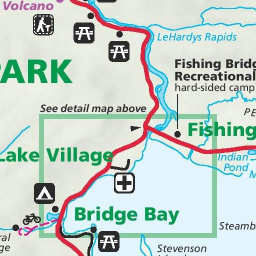 Volcano
LeHardys Rapids
PARK
Fishing Bridge
Recreational
hard-sided camp
See detail map above
Fishing
Lake Village
Indian
Pond
Bridge Bay
Steamb
Stevenson
Island